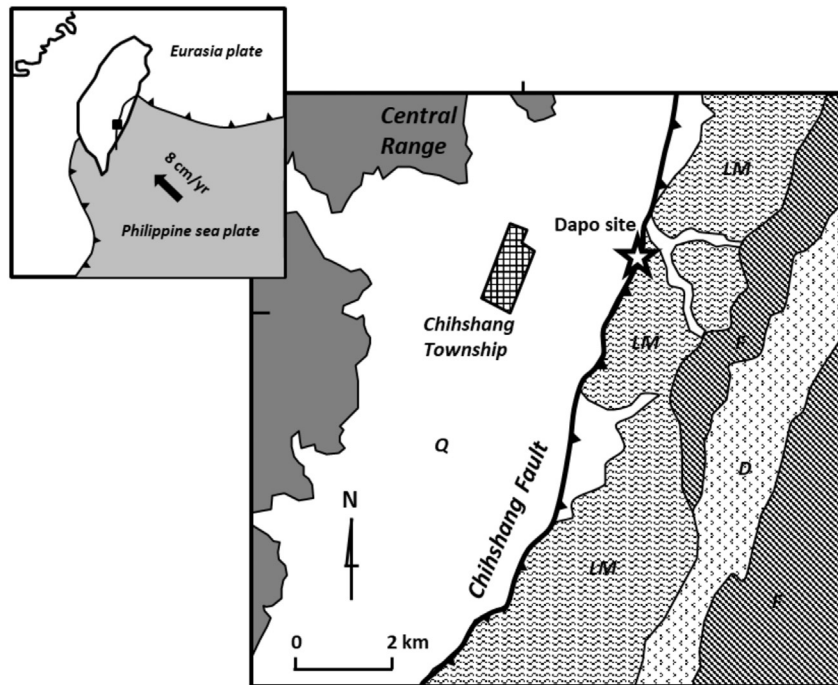 Eurasia plate
8 cm/yr
Philippine sea plate
Central
Range
LM
Dapo site
Chihshang
Township
LM
F
Q
D
N
Chihshang Fault
LM
F
0
2 km